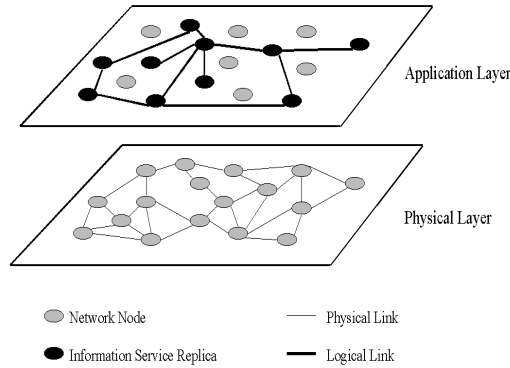 Application Layer
Physical Layer
Network Node
Physical Link
Information Service Replica
Logical Link